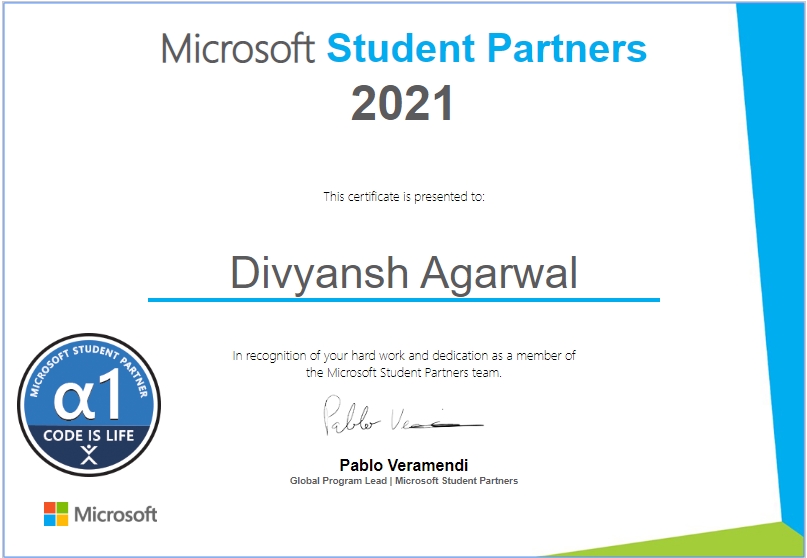 Microsoft Student Partners
2021
This certificate is presented to:
Divyansh Agarwal
In recognition of your hard work and dedication as a member of
the Microsoft Student Partners team.
MICROSOFT STUDENT PARTNER
α1
CODE IS LIFE
Pablo Vera
Pablo Veramendi
Global Program Lead | Microsoft Student Partners
Microsoft